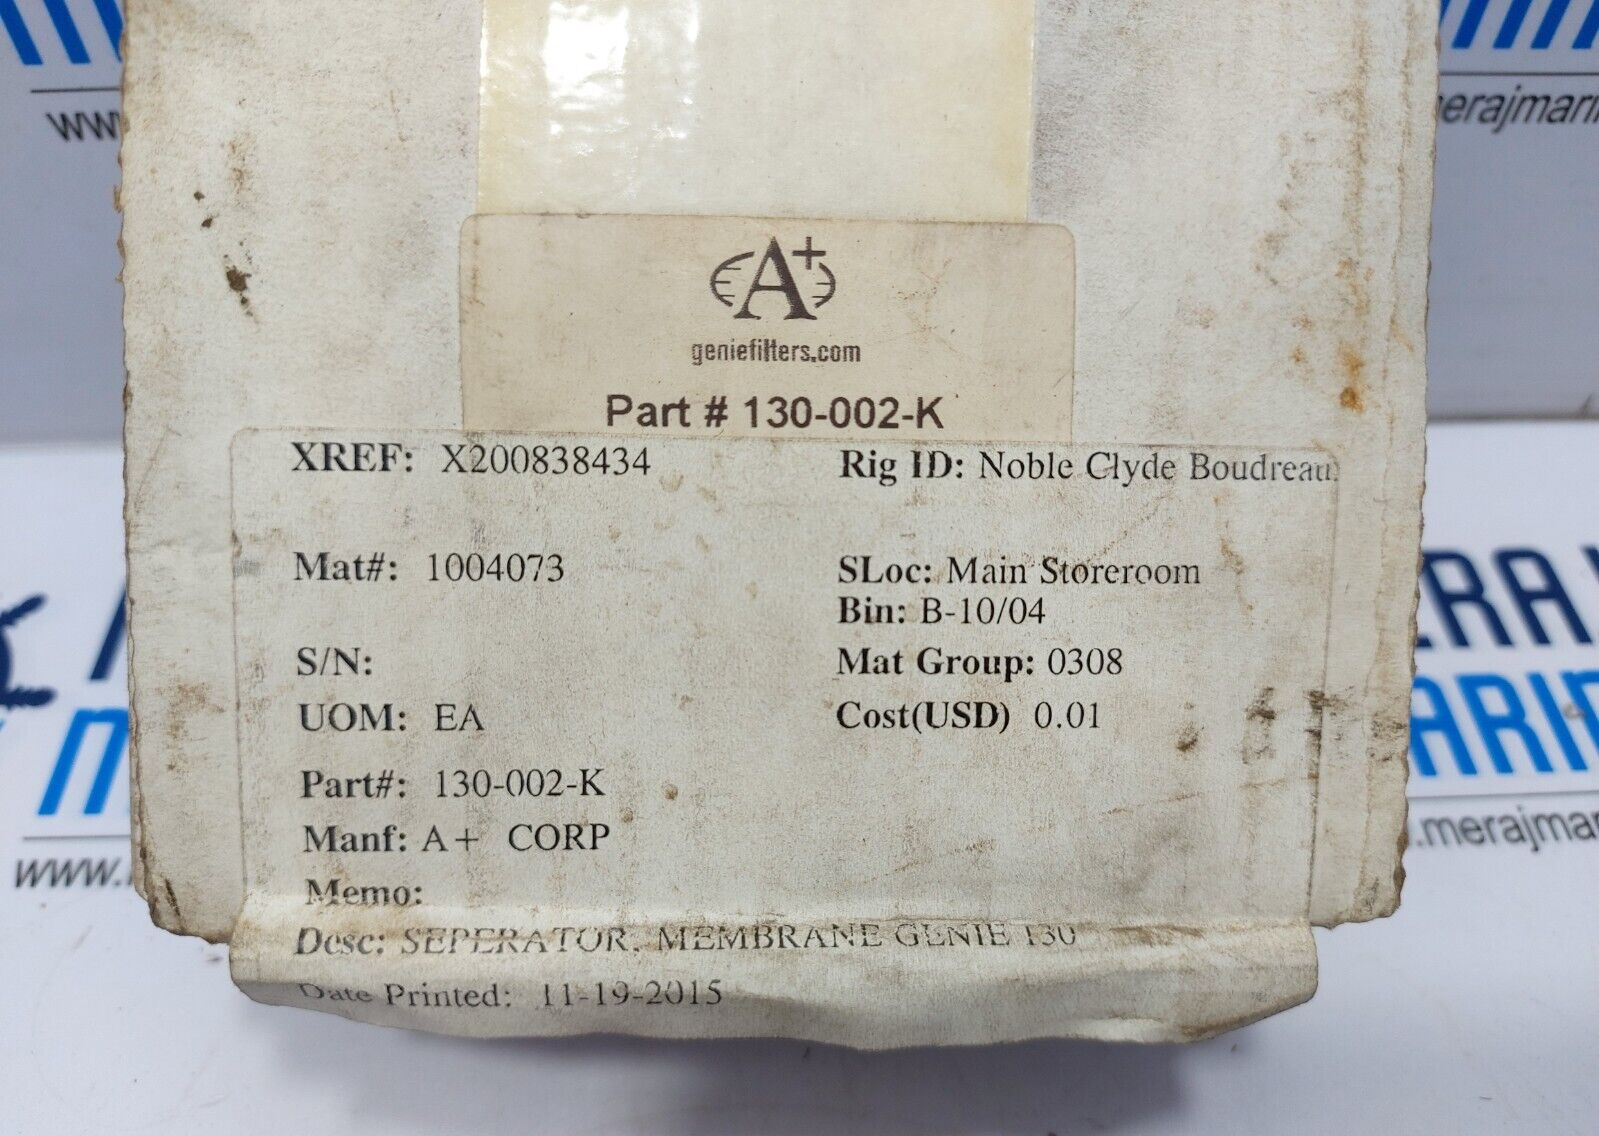 A+
geniefilters.com
Part # 130-002-K
XREF: X200838434
Rig ID: Noble Clyde Boudreau
Mat#: 1004073
SLoc: Main Storeroom
Bin: B-10/04
S/N:
Mat Group: 0308
UOM: EA
Cost(USD) 0.01
Part#: 130-002-K
Manf: A+ CORP
Memo:
Desc: SEPERATOR, MEMBRANE GENIE 130
Date Printed: 11-19-2015